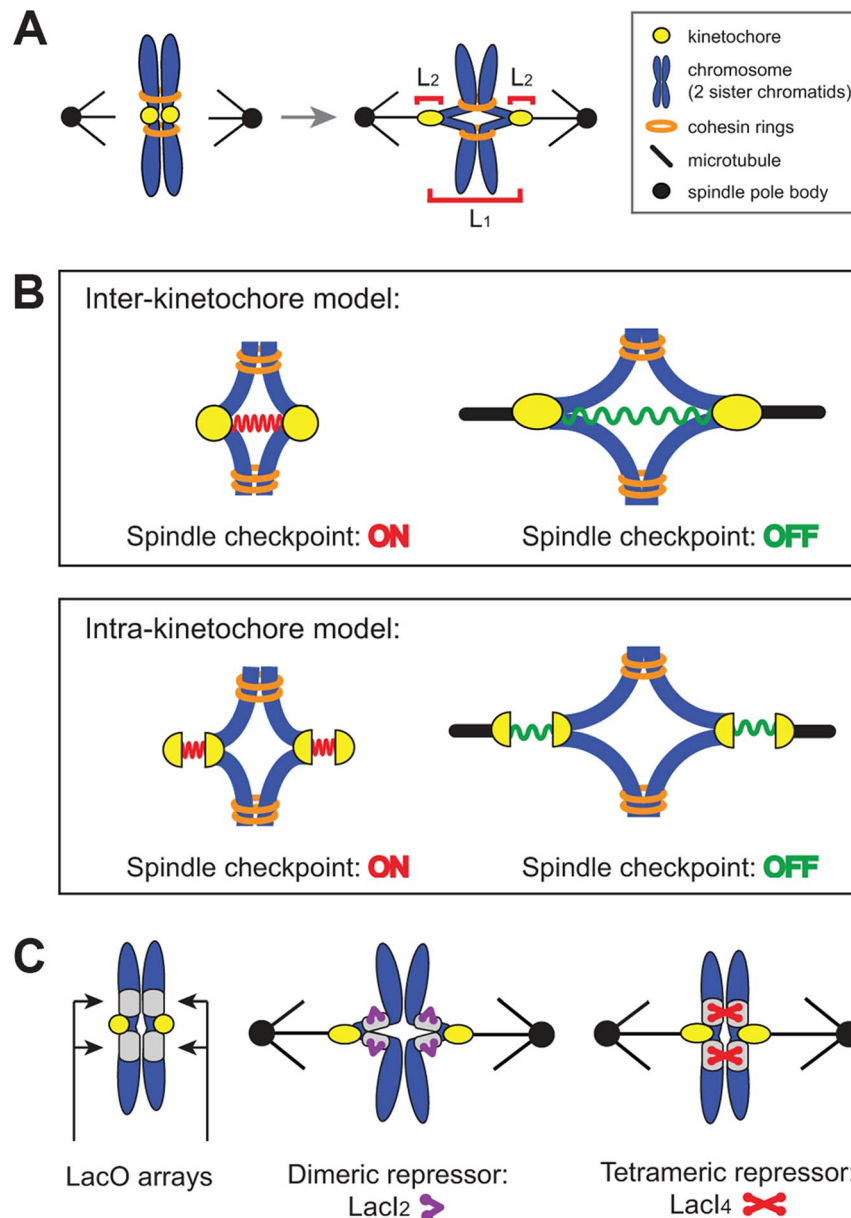 A
L2
L2
L1
kinetochore
chromosome
(2 sister chromatids)
cohesin rings
microtubule
spindle pole body
B
Inter-kinetochore model:
Spindle checkpoint: ON
Spindle checkpoint: OFF
Intra-kinetochore model:
Spindle checkpoint: ON
Spindle checkpoint: OFF
C
LacO arrays
Dimeric repressor:
LacI2
Tetrameric repressor:
LacI4